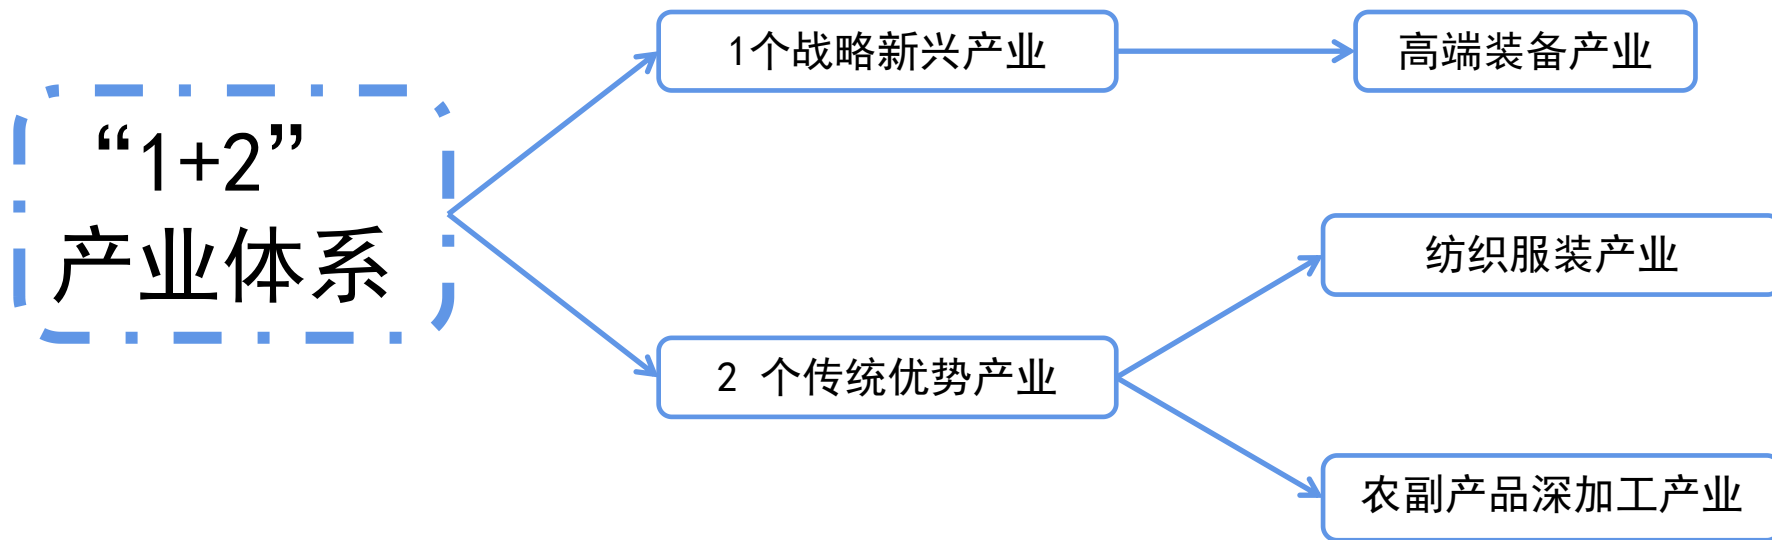 “1+2”
产业体系
1个战略新兴产业
高端装备产业
2 个传统优势产业
纺织服装产业
农副产品深加工产业